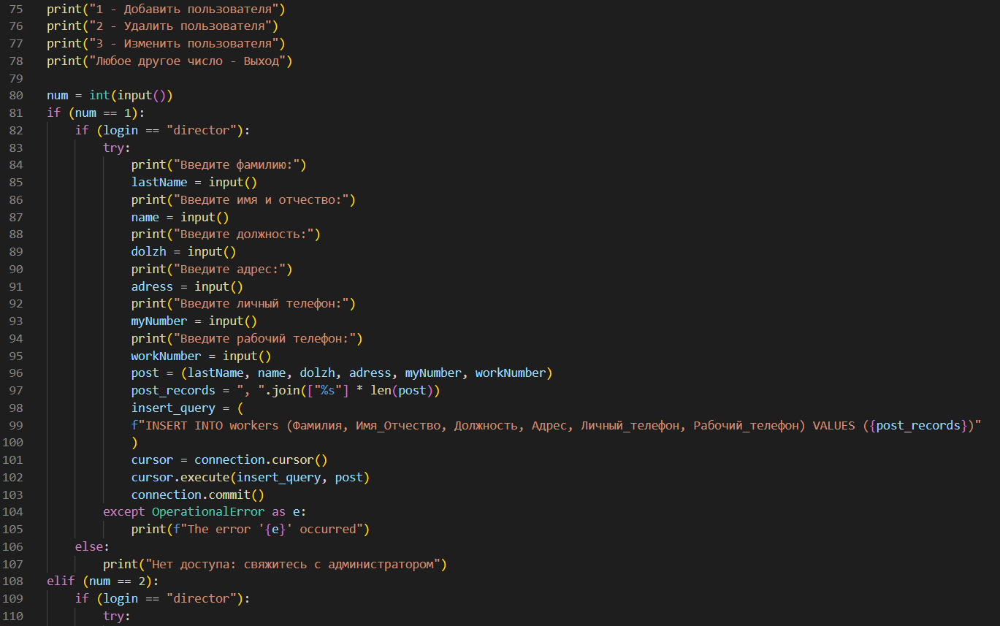 75 print("1 - Добавить пользователя")
76 print("2 - Удалить пользователя")
77 print("3 - Изменить пользователя")
78 print("Любое другое число - Выход")
79
80 num = int(input())
81 if (num == 1):
82     if (login == "director"):
83         try:
84             print("Введите фамилию:")
85             lastName = input()
86             print("Введите имя и отчество:")
87             name = input()
88             print("Введите должность:")
89             dolzh = input()
90             print("Введите адрес:")
91             adress = input()
92             print("Введите личный телефон:")
93             myNumber = input()
94             print("Введите рабочий телефон:")
95             workNumber = input()
96             post = (lastName, name, dolzh, adress, myNumber, workNumber)
97             post_records = ", ".join(["%s"] * len(post))
98             insert_query = (
99             f"INSERT INTO workers (Фамилия, Имя_Отчество, Должность, Адрес, Личный_телефон, Рабочий_телефон) VALUES ({post_records})"
100             )
101             cursor = connection.cursor()
102             cursor.execute(insert_query, post)
103             connection.commit()
104         except OperationalError as e:
105             print(f"The error '{e}' occurred")
106     else:
107         print("Нет доступа: свяжитесь с администратором")
108 elif (num == 2):
109     if (login == "director"):
110         try: